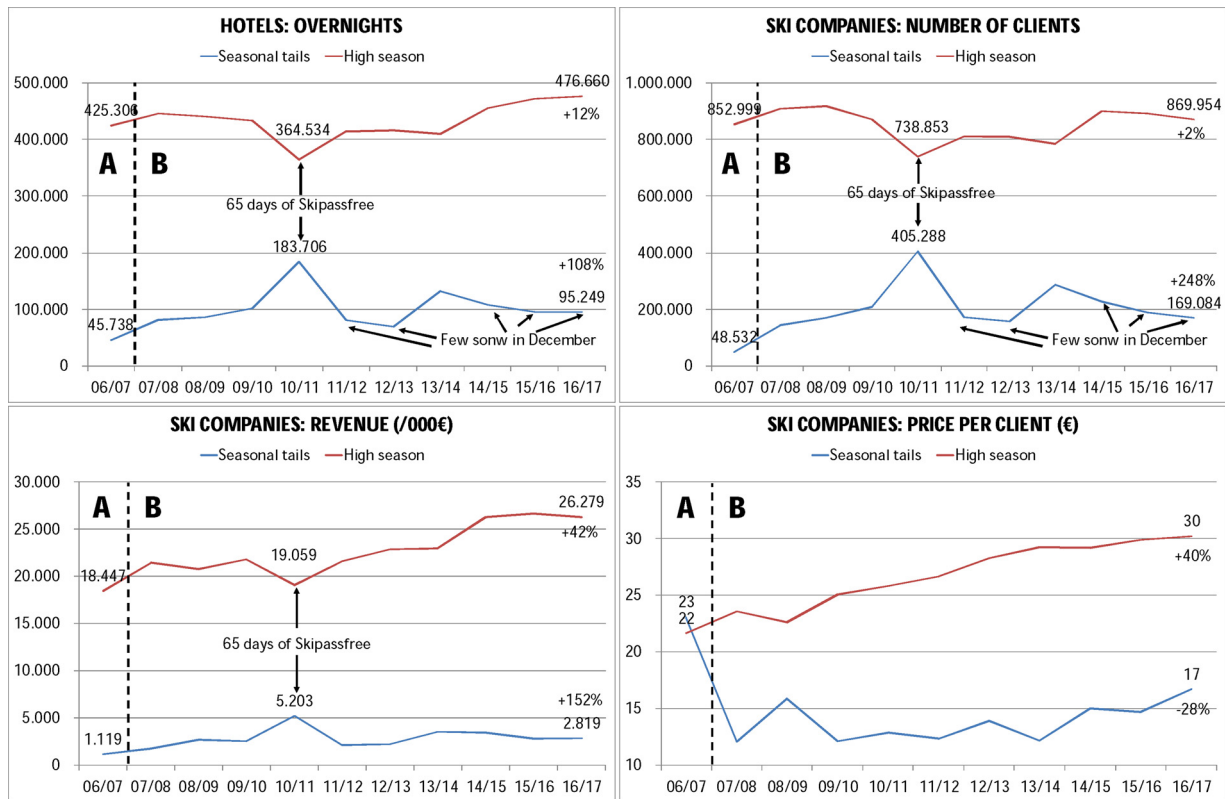 HOTELS: OVERNIGHTS
Seasonal tails High season
500.000
400.000
300.000
200.000
100.000
0
425.306
A B
364.534
476.660
+12%
65 days of Skipassfree
183.706
+108%
95.249
45.738
Few sonw in December
06/07 07/08 08/09 09/10 10/11 11/12 12/13 13/14 14/15 15/16 16/17
SKI COMPANIES: NUMBER OF CLIENTS
Seasonal tails High season
1.000.000
800.000
600.000
400.000
200.000
0
852.999
A B
738.853
869.954
+2%
65 days of Skipassfree
405.288
+248%
169.084
48.532
Few sonw in December
06/07 07/08 08/09 09/10 10/11 11/12 12/13 13/14 14/15 15/16 16/17
SKI COMPANIES: REVENUE (/000€)
Seasonal tails High season
30.000
25.000
20.000
15.000
10.000
5.000
0
A B
18.447
19.059
26.279
+42%
65 days of Skipassfree
5.203
+152%
2.819
1.119
06/07 07/08 08/09 09/10 10/11 11/12 12/13 13/14 14/15 15/16 16/17
SKI COMPANIES: PRICE PER CLIENT (€)
Seasonal tails High season
35
30
25
20
15
10
A B
23
22
30
+40%
17
-28%
06/07 07/08 08/09 09/10 10/11 11/12 12/13 13/14 14/15 15/16 16/17